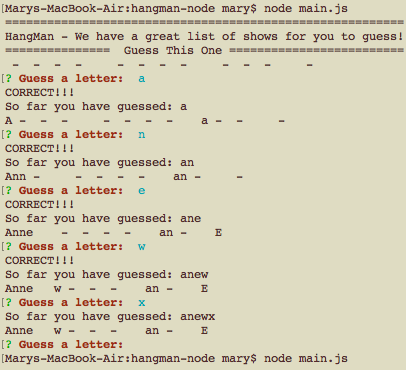 [Marys-MacBook-Air:hangman-node mary$ node main.js
==================================================
HangMan - We have a great list of shows for you to guess!
=============== Guess This One =========================
- - - -   - - - -   - - -   -
[? Guess a letter: a
CORRECT!!!
So far you have guessed: a
A - - -   - - - -   a - -   -
[? Guess a letter: n
CORRECT!!!
So far you have guessed: an
Ann -   - - - -   an -   -
[? Guess a letter: e
CORRECT!!!
So far you have guessed: ane
Anne   - - - -   an -   E
[? Guess a letter: w
CORRECT!!!
So far you have guessed: anew
Anne   w - - -   an -   E
[? Guess a letter: x
So far you have guessed: anewx
Anne   w - - -   an -   E
[? Guess a letter:
[Marys-MacBook-Air:hangman-node mary$ node main.js